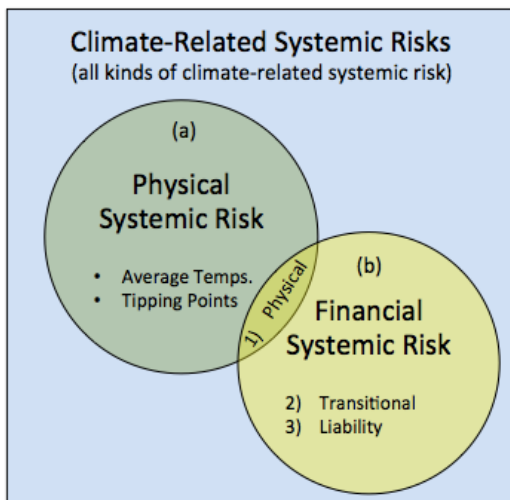 Climate-Related Systemic Risks
(all kinds of climate-related systemic risk)
(a)
Physical
Systemic Risk
• Average Temps.
• Tipping Points
1) Physical
(b)
Financial
Systemic Risk
2) Transitional
3) Liability